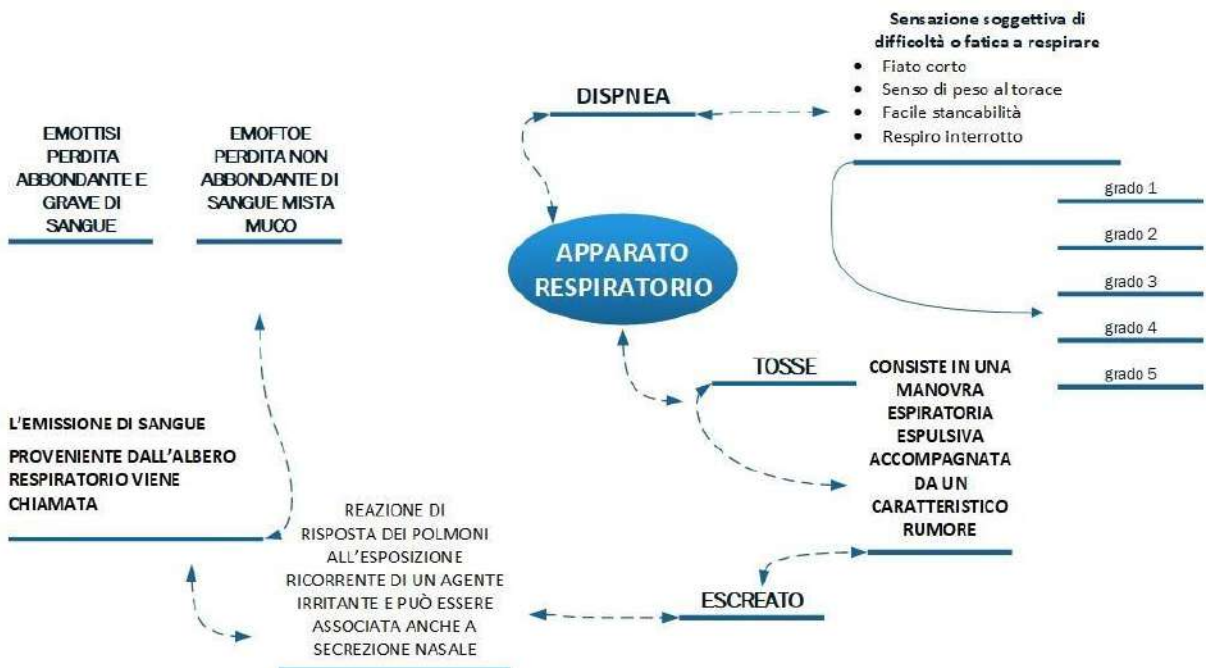 Sensazione soggettiva di
difficoltà o fatica a respirare
• Fiato corto
• Senso di peso al torace
• Facile stancabilità
• Respiro interrotto
DISPNEA
EMOTTISI
PERDITA
ABBONDANTE E
GRAVE DI
SANGUE
EMOFTOE
PERDITA NON
ABBONDANTE DI
SANGUE MISTA
MUCO
grado 1
grado 2
grado 3
grado 4
grado 5
APPARATO
RESPIRATORIO
TOSSE
CONSISTE IN UNA
MANOVRA
ESPIRATORIA
ESPULSIVA
ACCOMPAGNATA
DA UN
CARATTERISTICO
RUMORE
L'EMISSIONE DI SANGUE
PROVENIENTE DALL'ALBERO
RESPIRATORIO VIENE
CHIAMATA
REAZIONE DI
RISPOSTA DEI POLMONI
ALL'ESPOSIZIONE
RICORRENTE DI UN AGENTE
IRRITANTE E PUÒ ESSERE
ASSOCIATA ANCHE A
SECREZIONE NASALE
ESCREATO